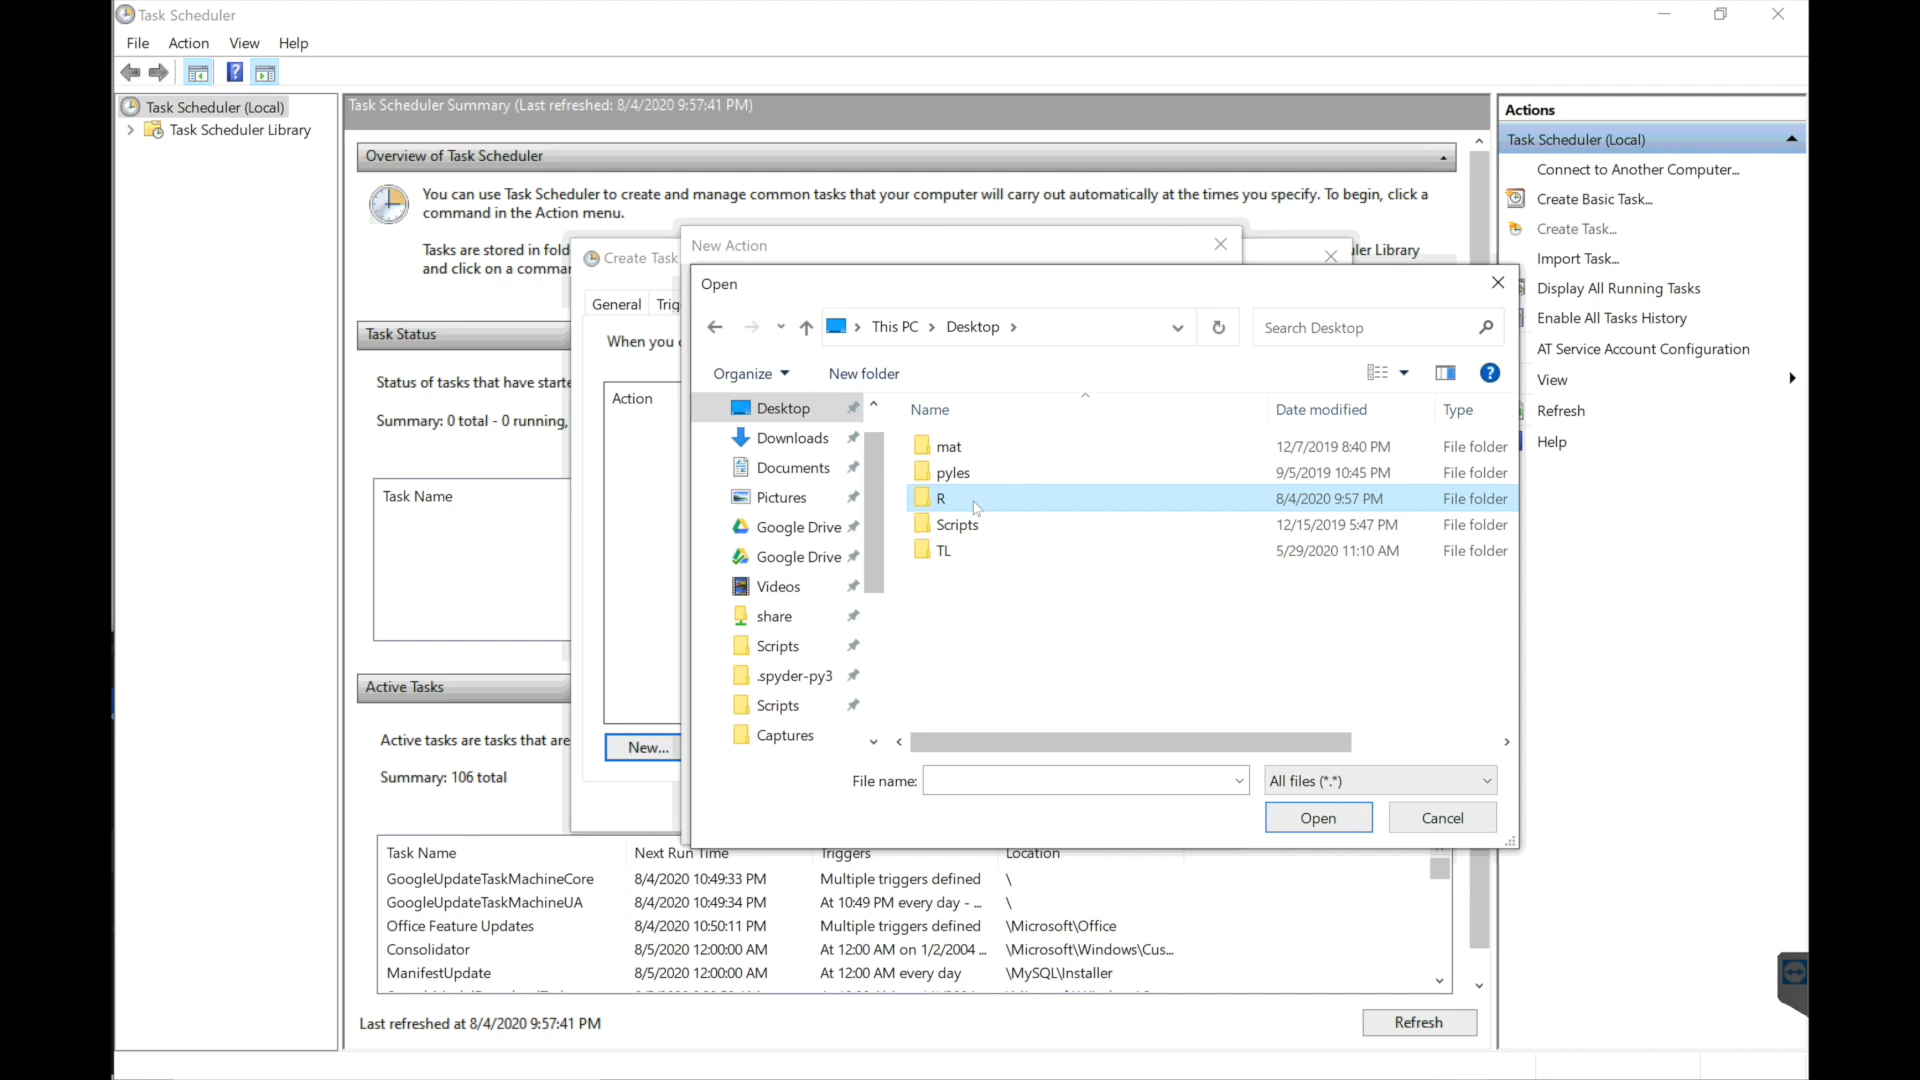 Task Scheduler
File Action View Help
Task Scheduler (Local)
Task Scheduler Library
Task Scheduler Summary (Last refreshed: 8/4/2020 9:57:41 PM)
Overview of Task Scheduler
You can use Task Scheduler to create and manage common tasks that your computer will carry out automatically at the times you specify. To begin, click a
command in the Action menu.
Tasks are stored in fold
ler Library
and click on a comma
Task Status
Status of tasks that have starte
Summary: 0 total - 0 running,
Task Name
Active Tasks
Active tasks are tasks that are
Summary: 106 total
Task Name Next Run Time Triggers Location
GoogleUpdateTaskMachineCore 8/4/2020 10:49:33 PM Multiple triggers defined \
GoogleUpdateTaskMachineUA 8/4/2020 10:49:34 PM At 10:49 PM every day - ... \
Office Feature Updates 8/4/2020 10:50:11 PM Multiple triggers defined \Microsoft\Office
Consolidator 8/5/2020 12:00:00 AM At 12:00 AM on 1/2/2004 ... \Microsoft\Windows\Cus...
ManifestUpdate 8/5/2020 12:00:00 AM At 12:00 AM every day \MySQL\Installer
Last refreshed at 8/4/2020 9:57:41 PM
Refresh
Create Task
General Trig
When you c
Action
New...
New Action
Open
This PC > Desktop >
Search Desktop
Organize New folder
Desktop
Downloads
Documents
Pictures
Google Drive
Google Drive
Videos
share
Scripts
.spyder-py3
Scripts
Captures
Name Date modified Type
mat 12/7/2019 8:40 PM File folder
pyles 9/5/2019 10:45 PM File folder
R 8/4/2020 9:57 PM File folder
Scripts 12/15/2019 5:47 PM File folder
TL 5/29/2020 11:10 AM File folder
File name: All files (*.*)
Open Cancel
Actions
Task Scheduler (Local)
Connect to Another Computer...
Create Basic Task...
Create Task...
Import Task...
Display All Running Tasks
Enable All Tasks History
AT Service Account Configuration
View
Refresh
Help